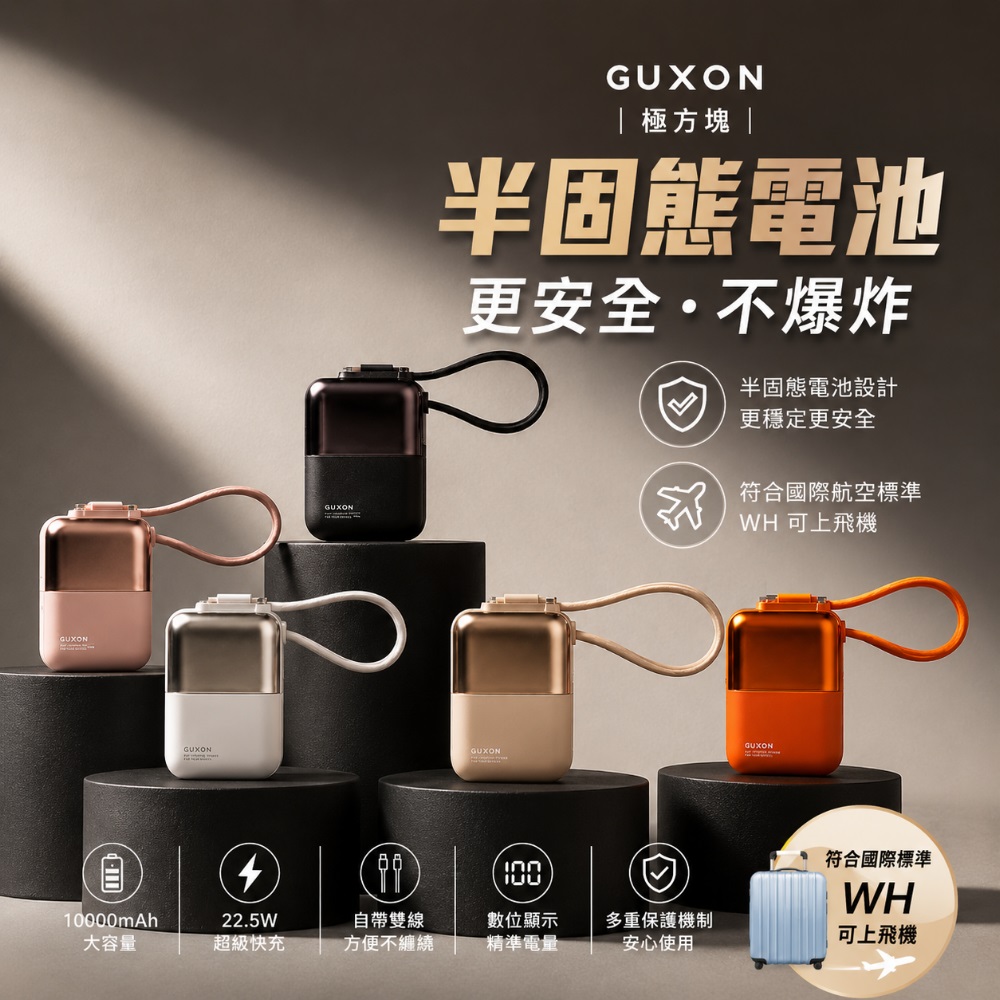 GUXON
極方塊
半固態電池
更安全・不爆炸
半固態電池設計
更穩定更安全
符合國際航空標準
WH 可上飛機
GUXON
GUXON
GUXON
GUXON
GUXON
10000mAh
大容量
22.5W
超級快充
自帶雙線
方便不纏繞
100
數位顯示
精準電量
多重保護機制
安心使用
符合國際標準
WH
可上飛機